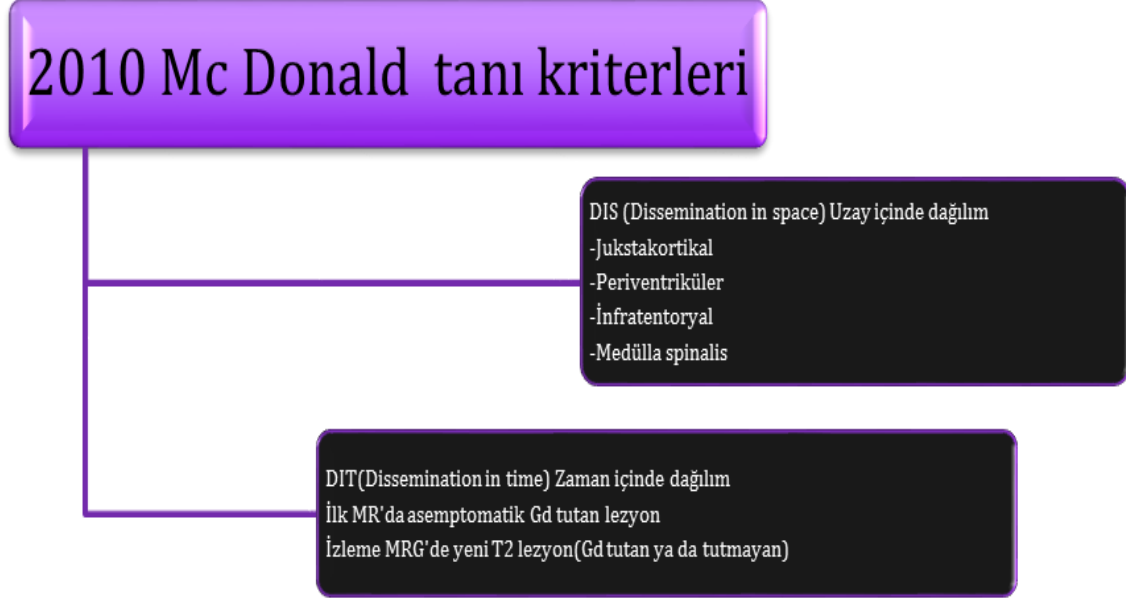 2010 Mc Donald tanı kriterleri
DIS (Dissemination in space) Uzay içinde dağılım
-Jukstakortikal
-Periventriküler
-İnfratentoryal
-Medülla spinalis
DIT(Dissemination in time) Zaman içinde dağılım
İlk MR'da asemptomatik Gd tutan lezyon
İzleme MRG'de yeni T2 lezyon(Gd tutan ya da tutmayan)